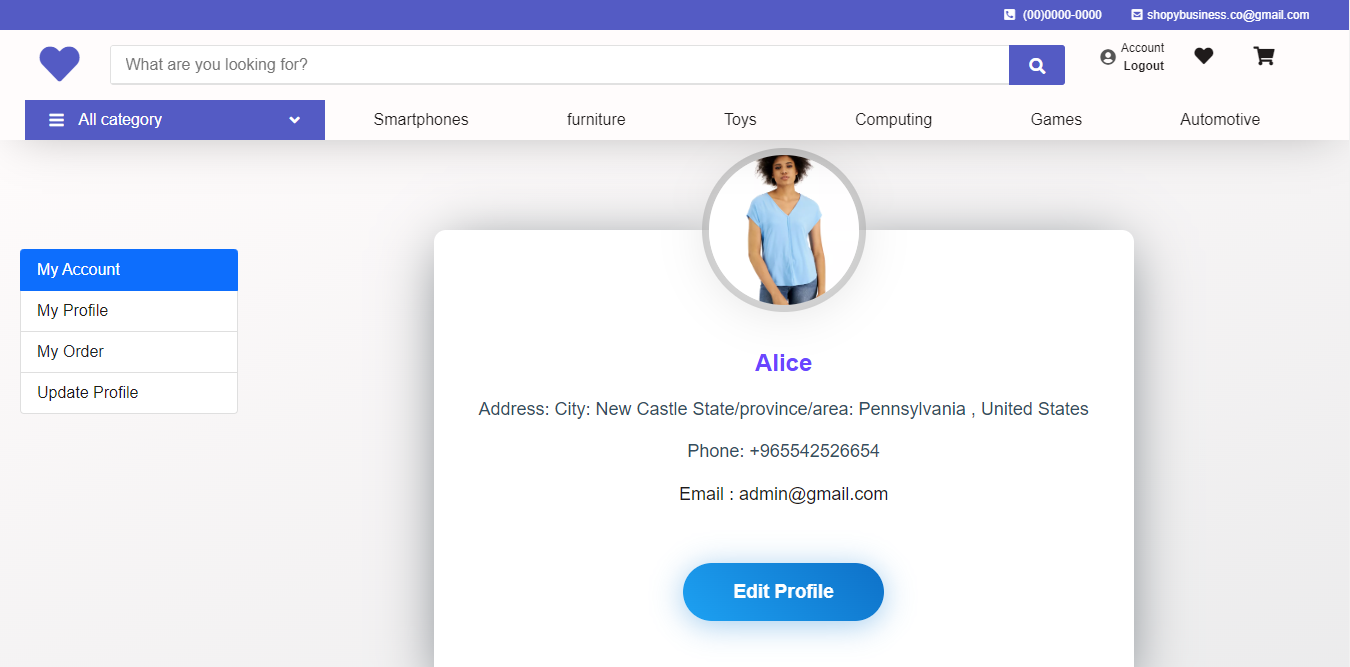 (00)0000-0000 shopybusiness.co@gmail.com
What are you looking for?
Account
Logout
All category Smartphones furniture Toys Computing Games Automotive
My Account
My Profile
My Order
Update Profile
Alice
Address: City: New Castle State/province/area: Pennsylvania , United States
Phone: +965542526654
Email : admin@gmail.com
Edit Profile